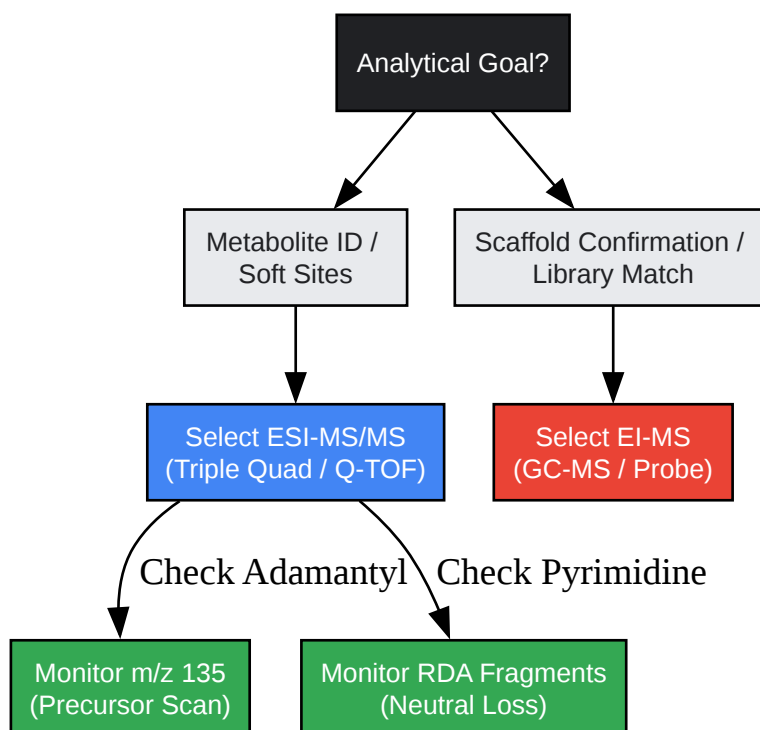 Analytical Goal?
Metabolite ID /
Soft Sites
Scaffold Confirmation /
Library Match
Select ESI-MS/MS
(Triple Quad / Q-TOF)
Select EI-MS
(GC-MS / Probe)
Check Adamantyl
Check Pyrimidine
Monitor m/z 135
(Precursor Scan)
Monitor RDA Fragments
(Neutral Loss)